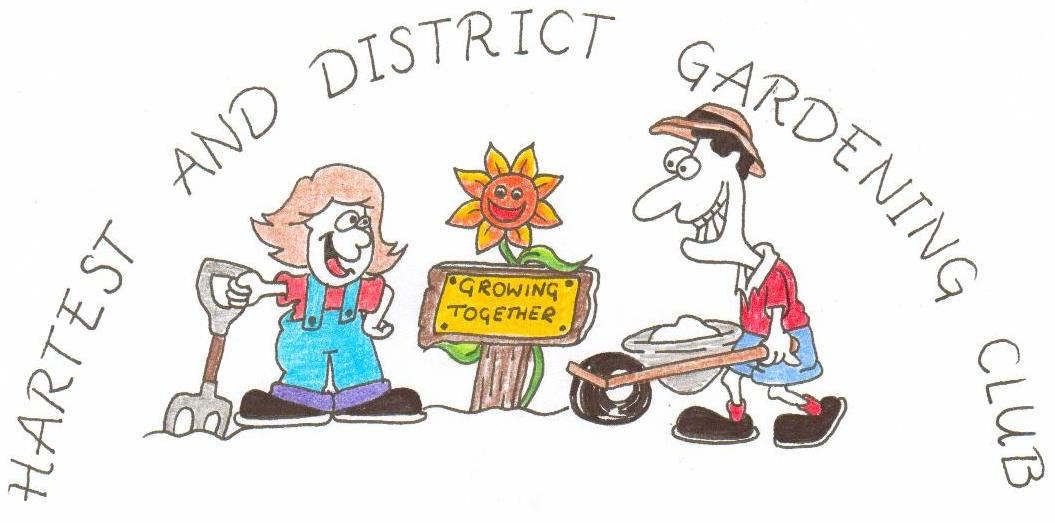 HARTEST AND DISTRICT GARDENING CLUB
GROWING
TOGETHER